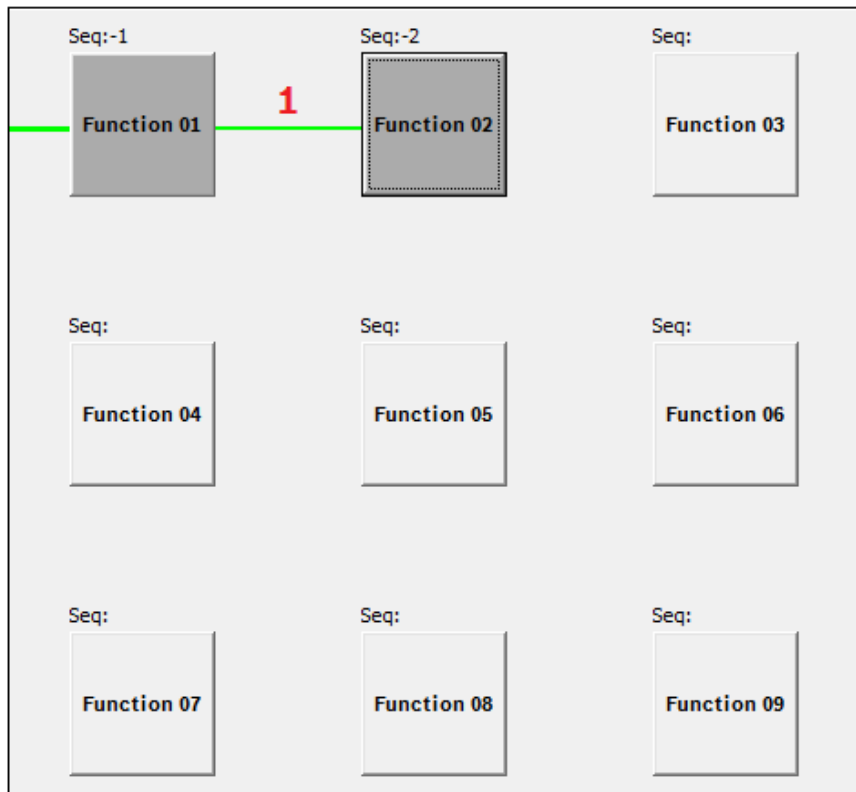 Seq:-1 Seq:-2 Seq:
Function 01 1 Function 02 Function 03
Seq: Seq: Seq:
Function 04 Function 05 Function 06
Seq: Seq: Seq:
Function 07 Function 08 Function 09